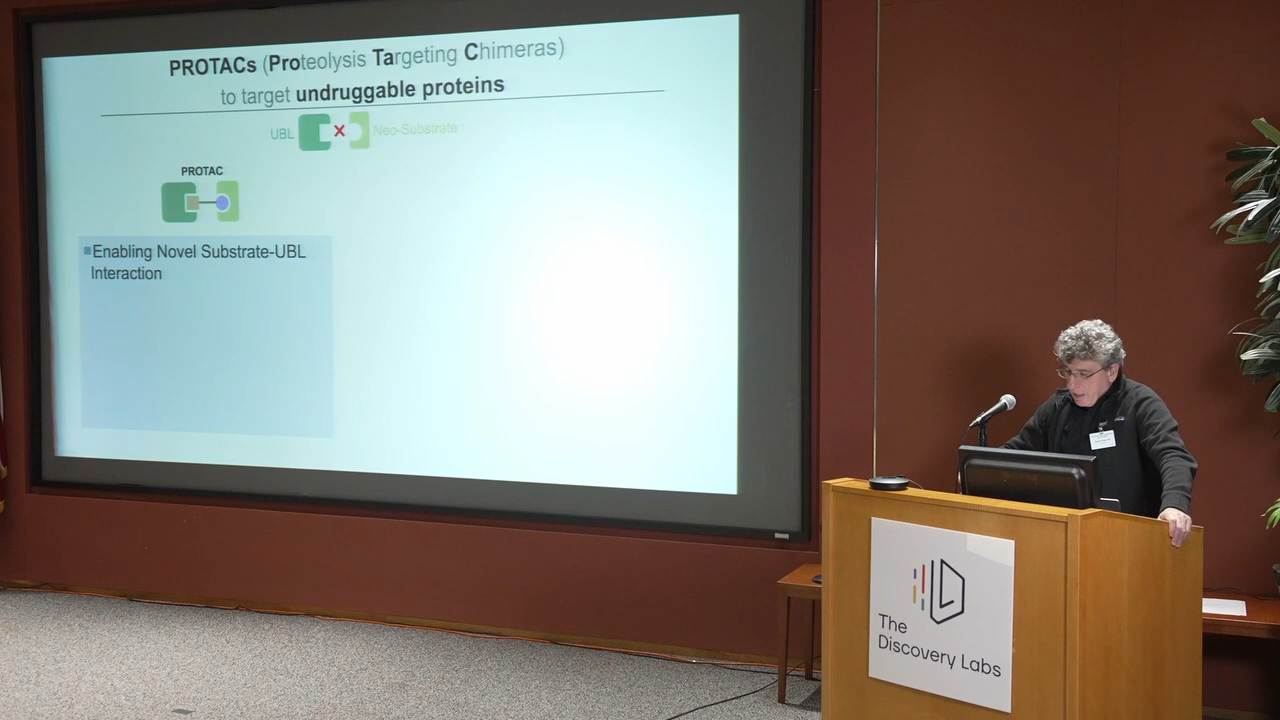 PROTACs (Proteolysis Targeting Chimeras)
to target undruggable proteins
UBL X Neo-Substrate
PROTAC
Enabling Novel Substrate-UBL
Interaction
The
Discovery Labs